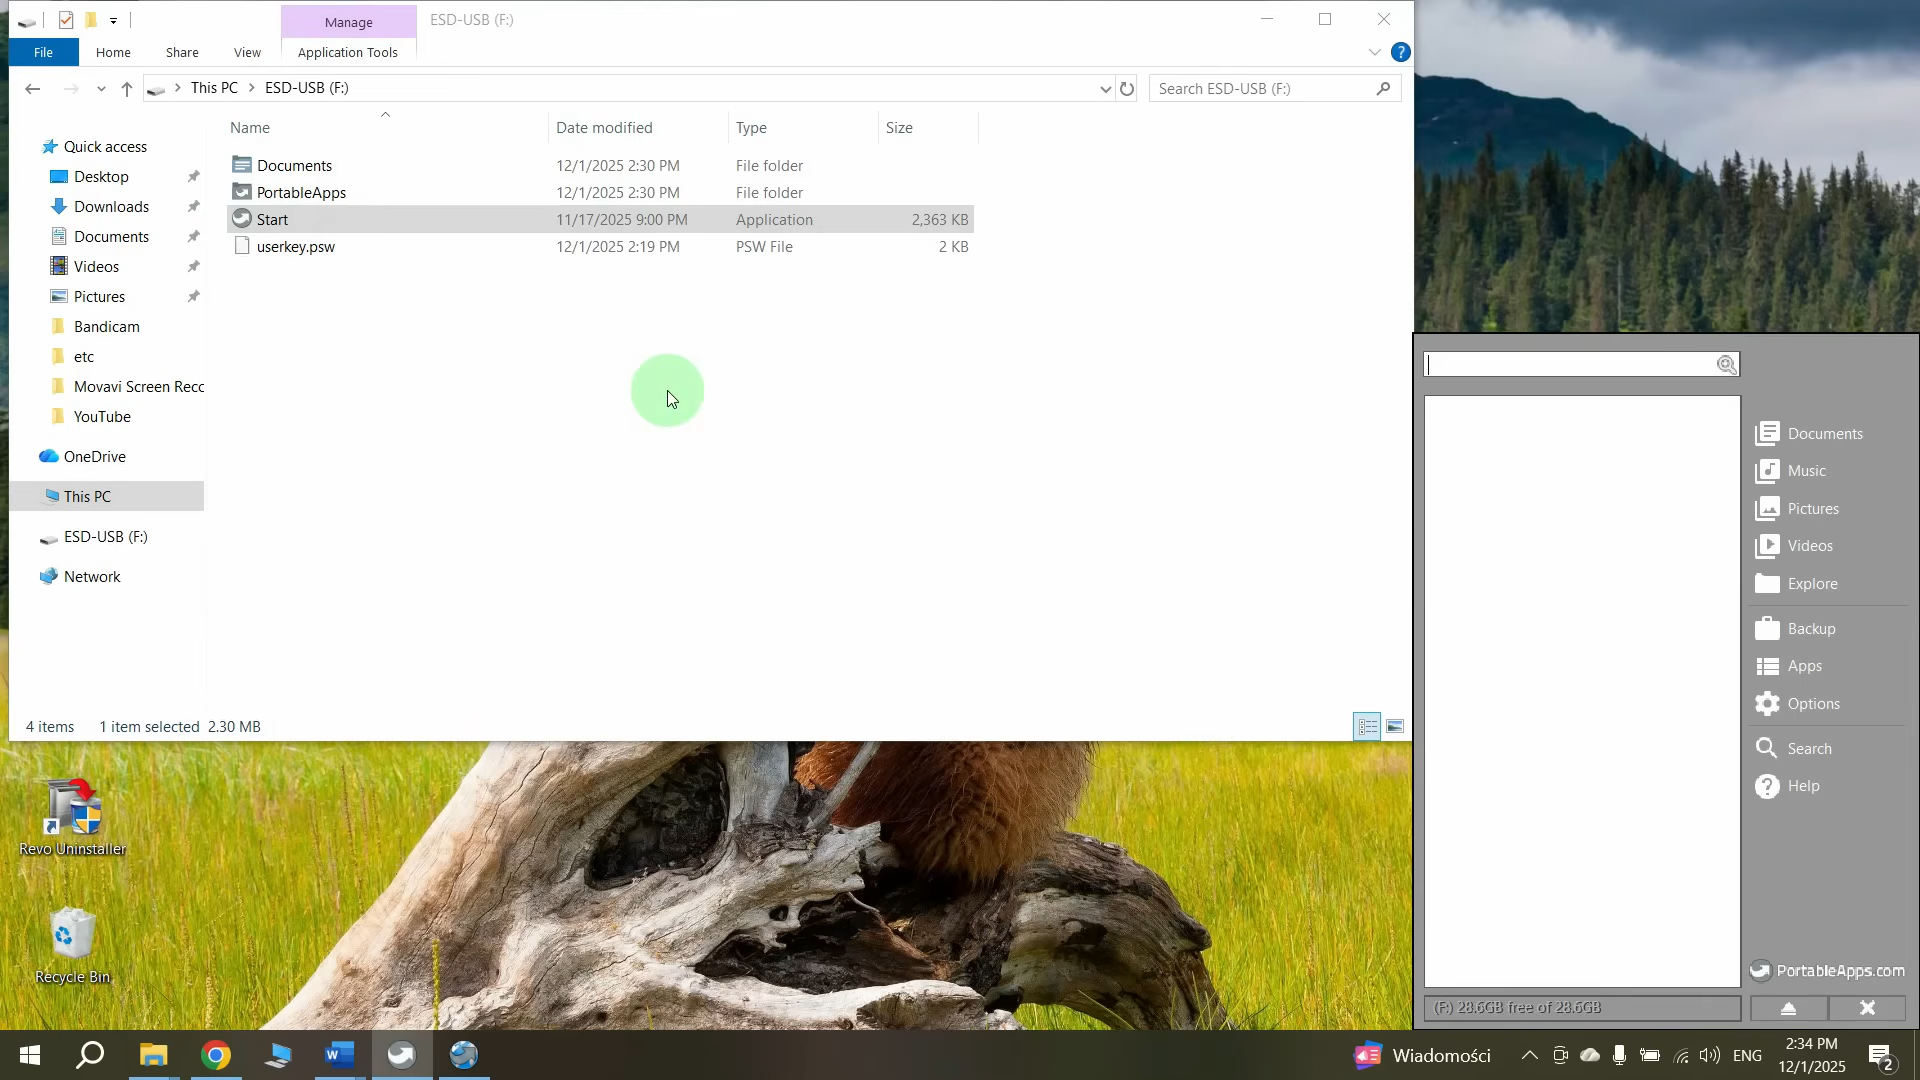 Manage
ESD-USB (F:)
File
Home
Share
View
Application Tools
This PC
ESD-USB (F:)
Search ESD-USB (F:)
Name
Date modified
Type
Size
Documents
12/1/2025 2:30 PM
File folder
PortableApps
12/1/2025 2:30 PM
File folder
Start
11/17/2025 9:00 PM
Application
2,363 KB
userkey.psw
12/1/2025 2:19 PM
PSW File
2 KB
Quick access
Desktop
Downloads
Documents
Videos
Pictures
Bandicam
etc
Movavi Screen Recc
YouTube
OneDrive
This PC
ESD-USB (F:)
Network
4 items
1 item selected
2.30 MB
Documents
Music
Pictures
Videos
Explore
Backup
Apps
Options
Search
Help
PortableApps.com
(F:) 28.6GB free of 28.6GB
Revo Uninstaller
Recycle Bin
Wiadomości
ENG
2:34 PM
12/1/2025
2